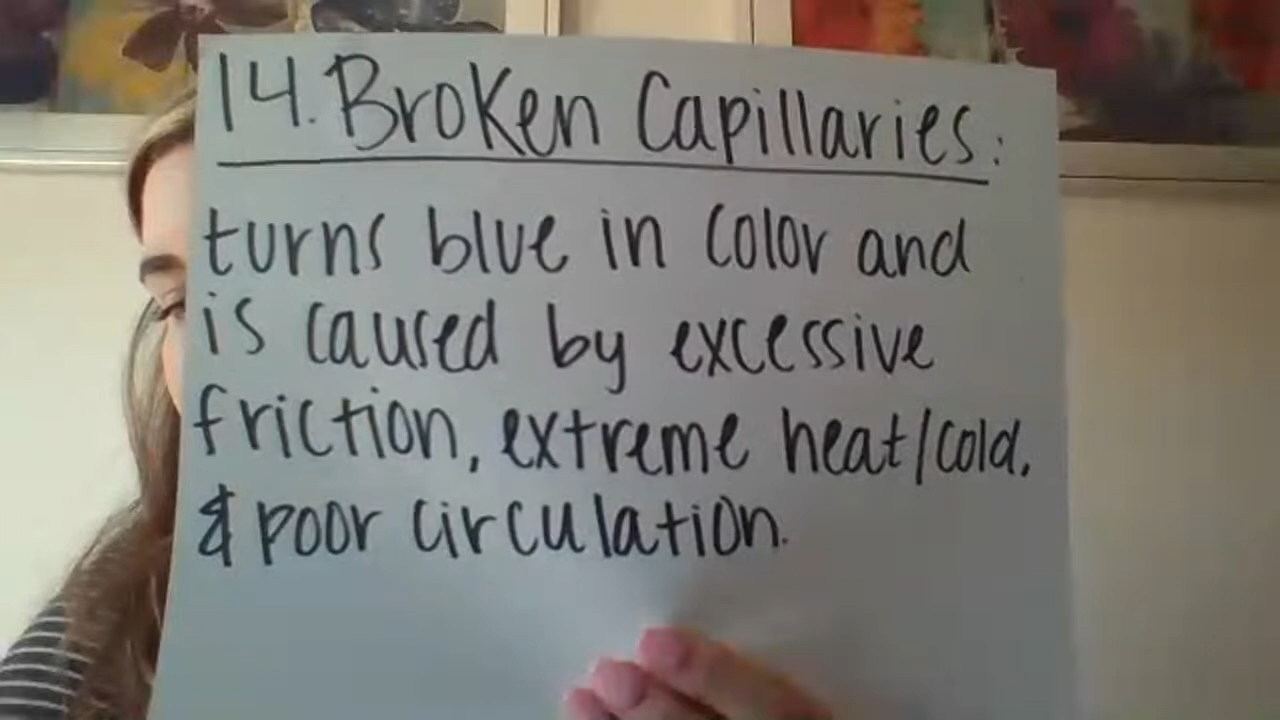 14. Broken Capillaries:
turns blue in color and
is caused by excessive
friction, extreme heat/cold,
& poor circulation.